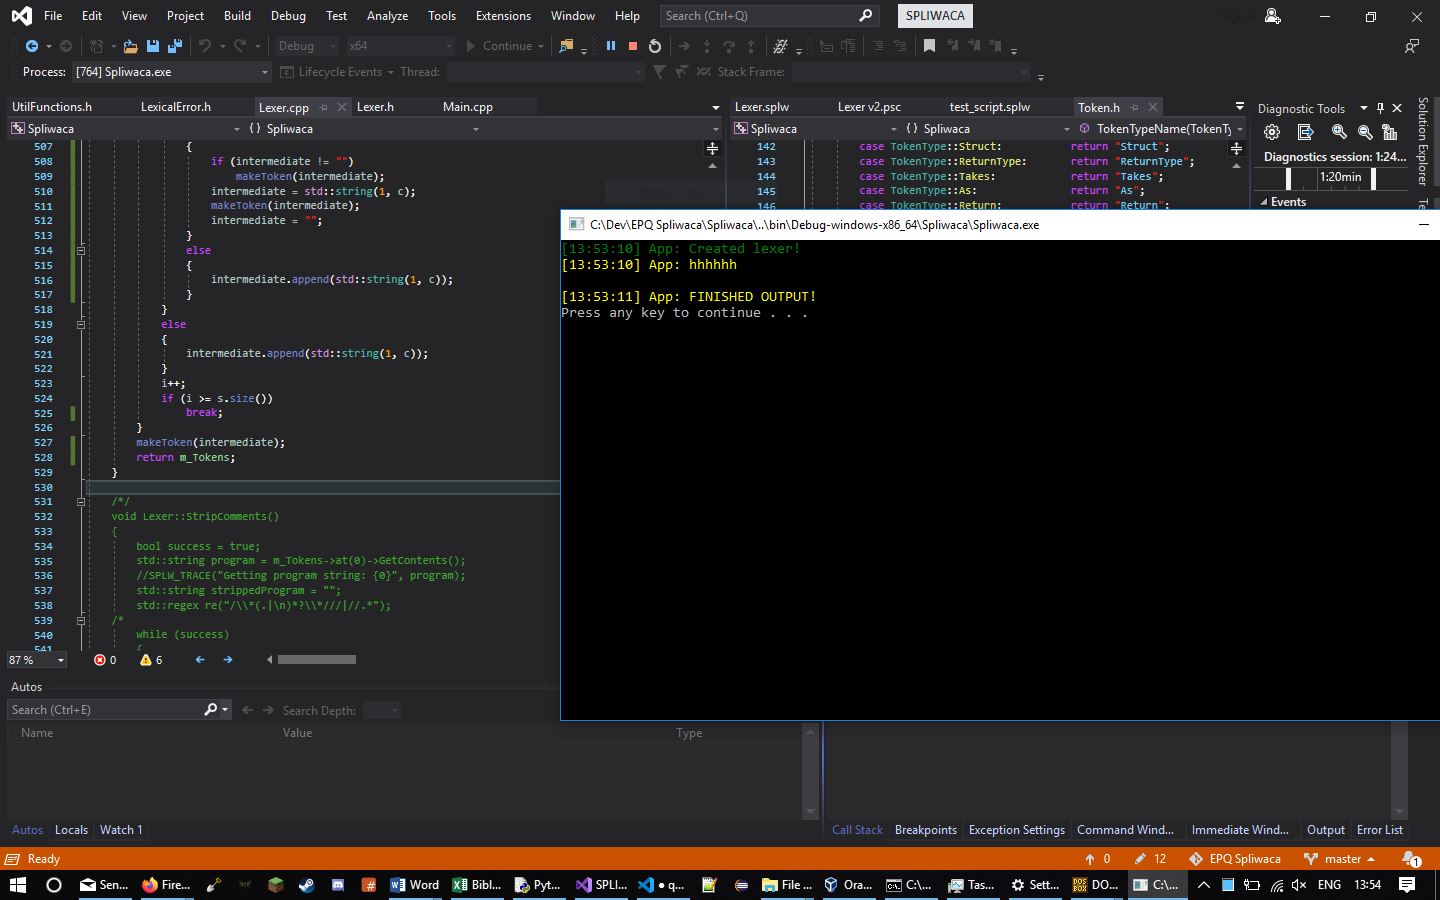 File Edit View Project Build Debug Test Analyze Tools Extensions Window Help Search (Ctrl+Q) SPLIWACA
Debug x64 Continue
Process: [764] Spliwaca.exe Lifecycle Events Thread: Stack Frame:
UtilFunctions.h LexicalError.h Lexer.cpp Lexer.h Main.cpp Lexer.splw Lexer v2.psc test_script.splw Token.h
Spliwaca {} Spliwaca Spliwaca {} Spliwaca TokenTypeName(TokenTy
507 {
508 if (intermediate != "")
509 makeToken(intermediate);
510 intermediate = std::string(1, c);
511 makeToken(intermediate);
512 intermediate = "";
513 }
514 else
515 {
516 intermediate.append(std::string(1, c));
517 }
518 }
519 else
520 {
521 intermediate.append(std::string(1, c));
522 }
523 i++;
524 if (i >= s.size())
525 break;
526 }
527 makeToken(intermediate);
528 return m_Tokens;
529 }
530
531 /*/
532 void Lexer::StripComments()
533 {
534 bool success = true;
535 std::string program = m_Tokens->at(0)->GetContents();
536 //SPLW_TRACE("Getting program string: {0}", program);
537 std::string strippedProgram = "";
538 std::regex re("/\\*(.|\n)*?\\*///|//.*");
539 /*
540 while (success)
541 {
142 case TokenType::Struct: return "Struct";
143 case TokenType::ReturnType: return "ReturnType";
144 case TokenType::Takes: return "Takes";
145 case TokenType::As: return "As";
146 case TokenType::Return: return "Return";
Diagnostic Tools
Diagnostics session: 1:24...
1:20min
Events
Solution Explorer
Te
C:\Dev\EPQ Spliwaca\Spliwaca\..\bin\Debug-windows-x86_64\Spliwaca\Spliwaca.exe
[13:53:10] App: Created lexer!
[13:53:10] App: hhhhhh
[13:53:11] App: FINISHED OUTPUT!
Press any key to continue . . .
87 % 0 6
Autos
Search (Ctrl+E) Search Depth:
Name Value Type
Autos Locals Watch 1 Call Stack Breakpoints Exception Settings Command Wind... Immediate Wind... Output Error List
Ready 0 12 EPQ Spliwaca master 1
Sen... Fire... Word Bibl... Pyt... SPLI... ● q... File ... Ora... C:\... Tas... Sett... DO... C:\... ENG 13:54